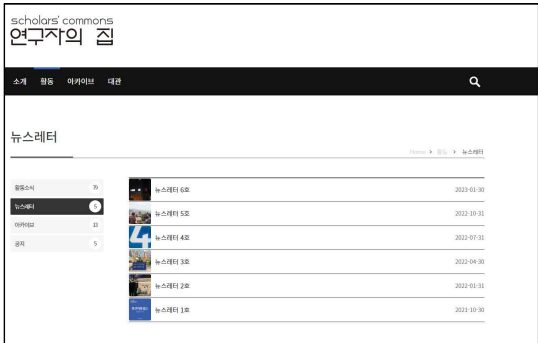 scholars' commons
연구자의 집
소개 활동 아카이브 대관
뉴스레터
Home 활동 뉴스레터
활동소식 79
뉴스레터 5
아카이브 13
공지 5
뉴스레터 6호 2023-01-30
뉴스레터 5호 2022-10-31
뉴스레터 4호 2022-07-31
뉴스레터 3호 2022-04-30
뉴스레터 2호 2022-01-31
뉴스레터 1호 2021-10-30